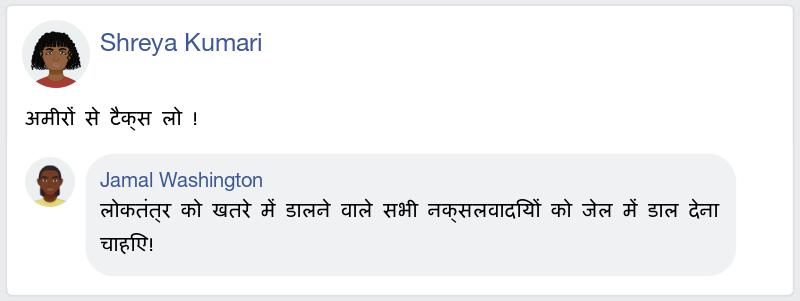 Shreya Kumari
अमीरों से टैक्स लो !
Jamal Washington
लोकतंत्र को खतरे में डालने वाले सभी नक्सलवादियों को जेल में डाल देना
चाहिए!